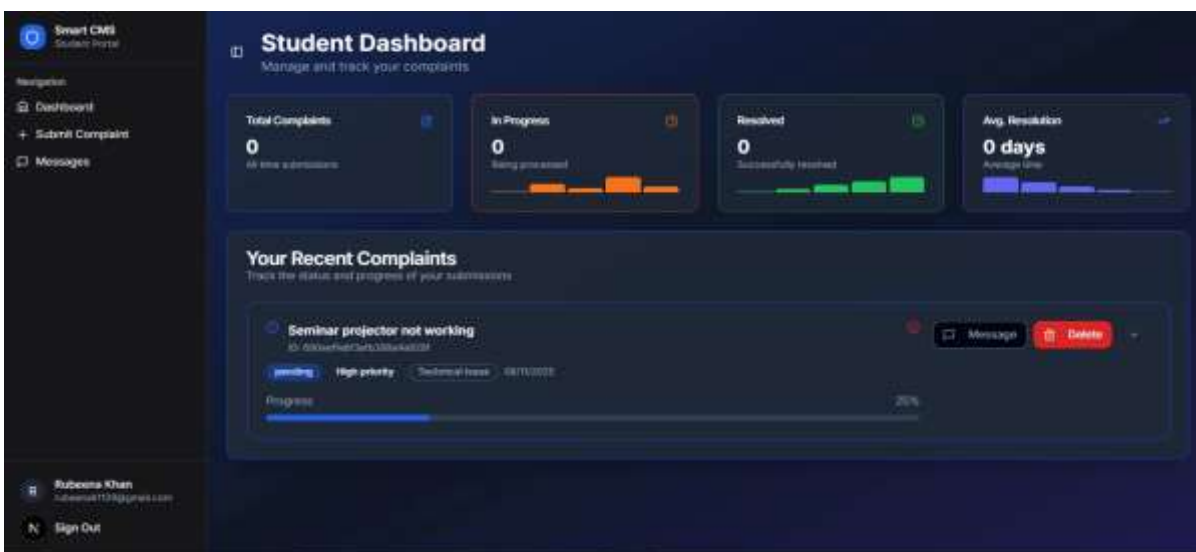 Smart CMS
Student Portal
Navigation
Dashboard
+ Submit Complaint
Messages
Student Dashboard
Manage and track your complaints
Total Complaints
0
All time submissions
In Progress
0
Being processed
Resolved
0
Successfully resolved
Avg. Resolution
0 days
Average time
Your Recent Complaints
Track the status and progress of your submissions
Seminar projector not working
ID:
Message
Delete
pending High priority Technical Issue
Progress 25%
R
Rubeena Khan
N
Sign Out